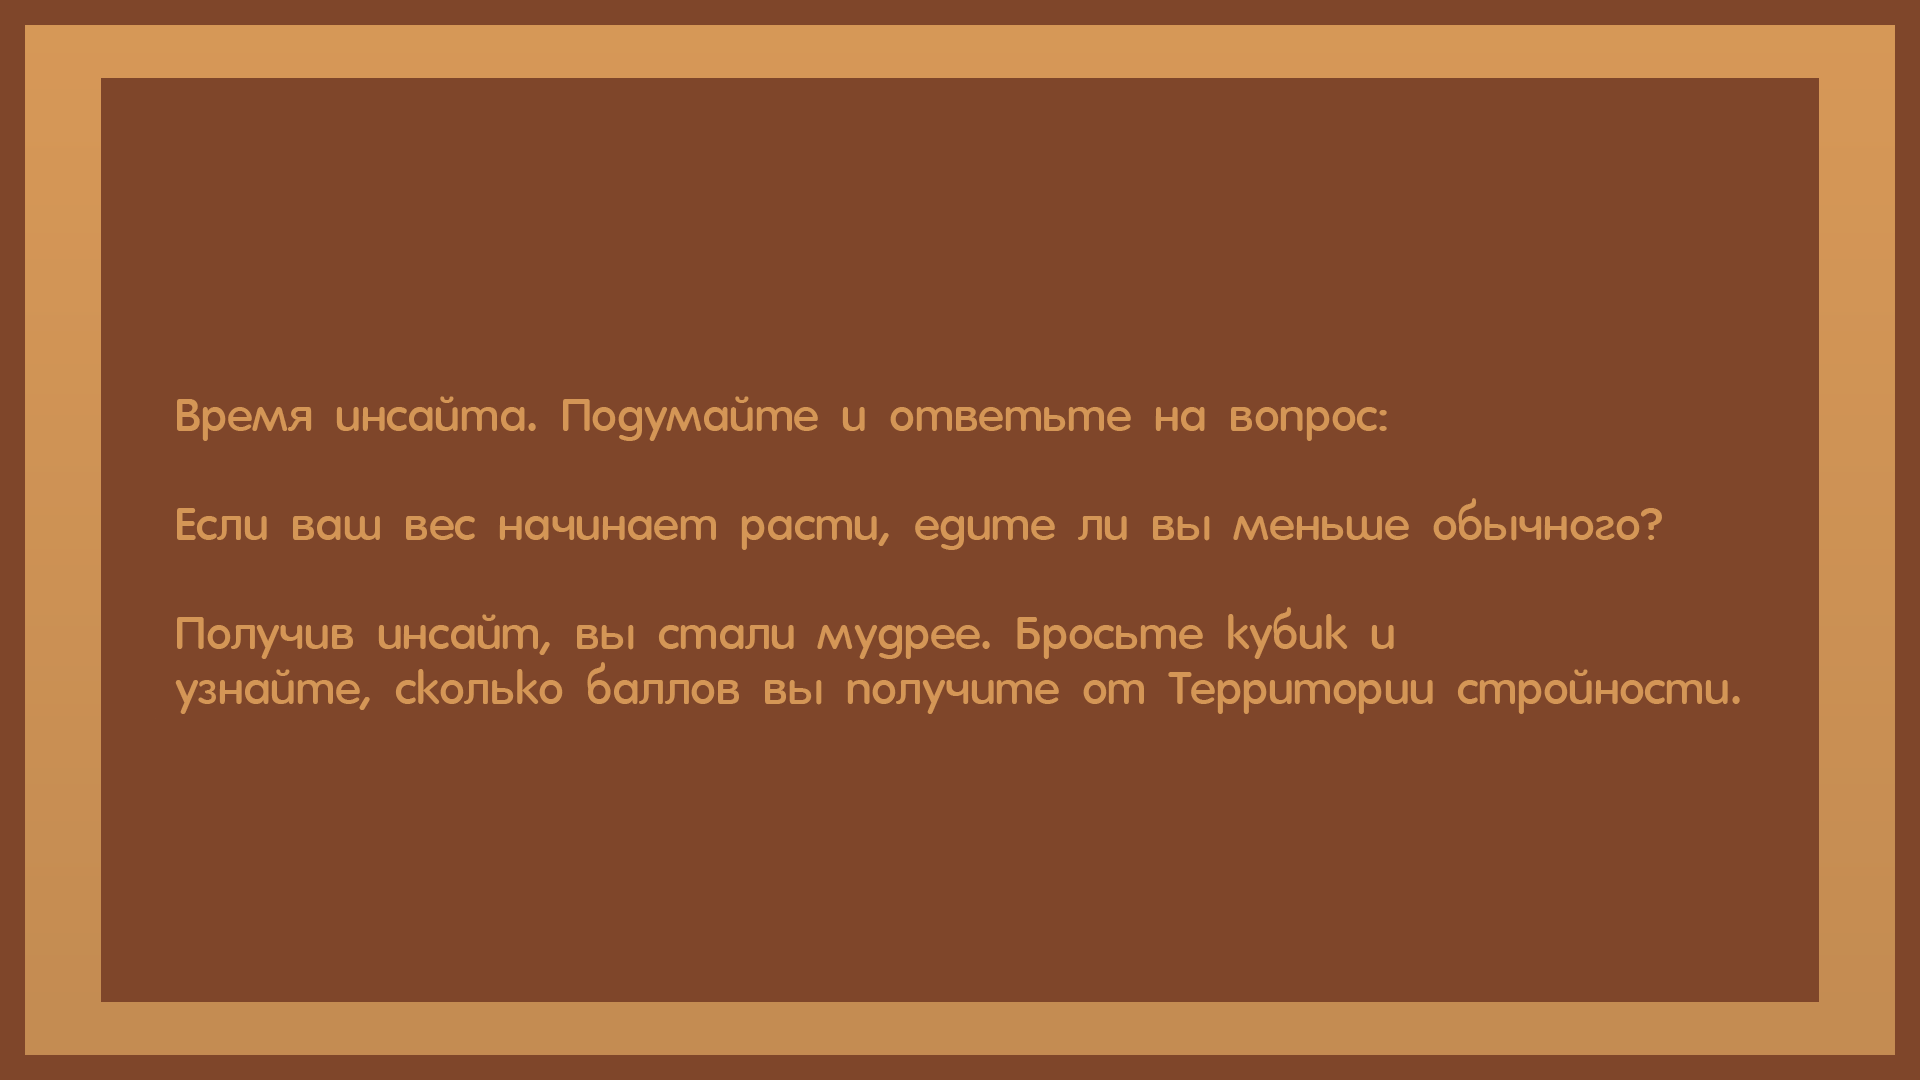 Время инсайта. Подумайте и ответьте на вопрос:
Если ваш вес начинает расти, едите ли вы меньше обычного?
Получив инсайт, вы стали мудрее. Бросьте кубик и
узнайте, сколько баллов вы получите от Территории стройности.